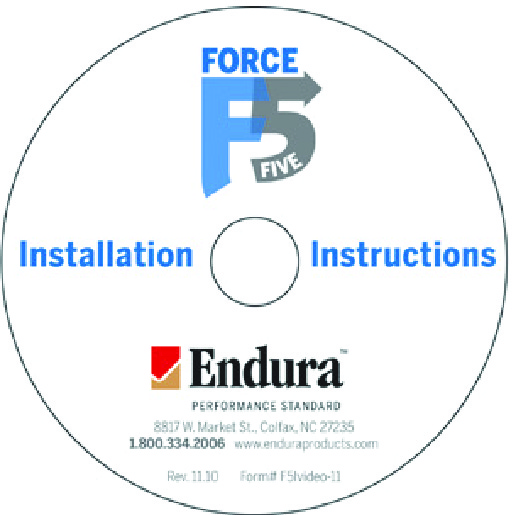 FORCE
F5
FIVE
Installation Instructions
Endura™
PERFORMANCE STANDARD
8817 W. Market St., Colfax, NC 27235
1.800.334.2006 www.enduraproducts.com
Rev. 11.10 Form# F5Ivideo-11